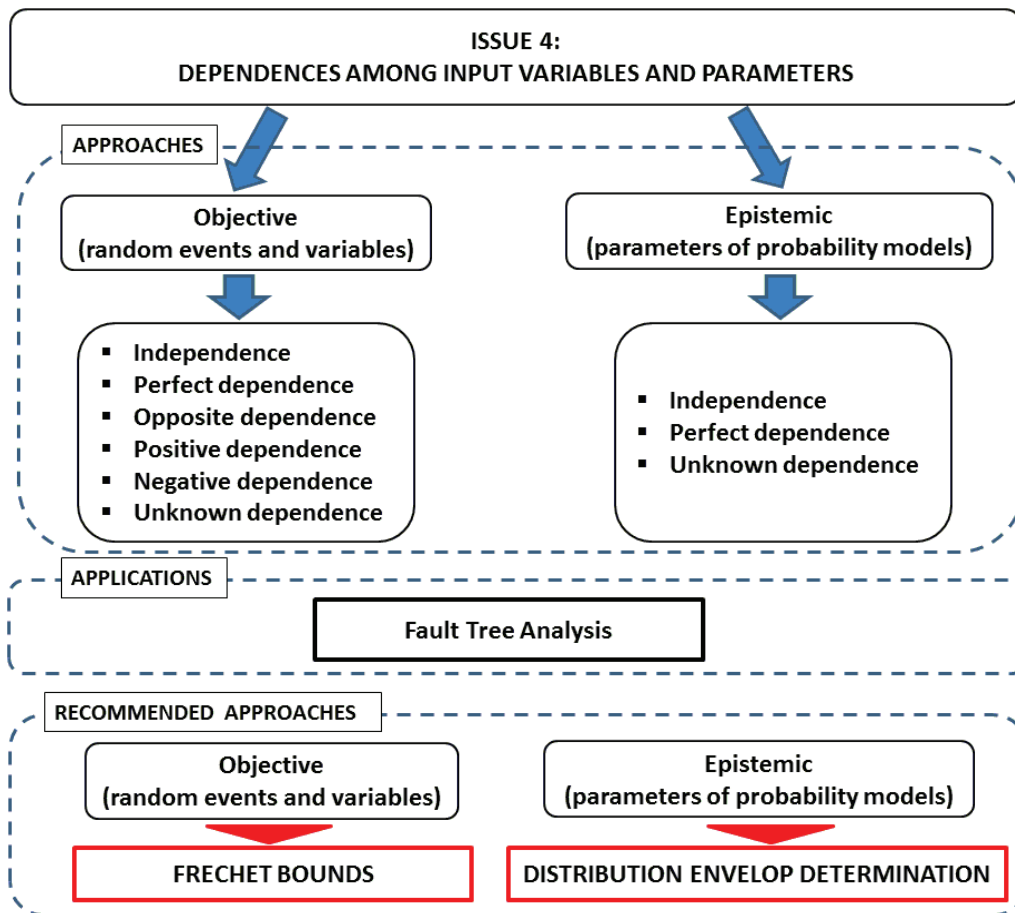 ISSUE 4:
DEPENDENCES AMONG INPUT VARIABLES AND PARAMETERS
APPROACHES
Objective
(random events and variables)
Epistemic
(parameters of probability models)
▪ Independence
▪ Perfect dependence
▪ Opposite dependence
▪ Positive dependence
▪ Negative dependence
▪ Unknown dependence
▪ Independence
▪ Perfect dependence
▪ Unknown dependence
APPLICATIONS
Fault Tree Analysis
RECOMMENDED APPROACHES
Objective
(random events and variables)
Epistemic
(parameters of probability models)
FRECHET BOUNDS
DISTRIBUTION ENVELOP DETERMINATION